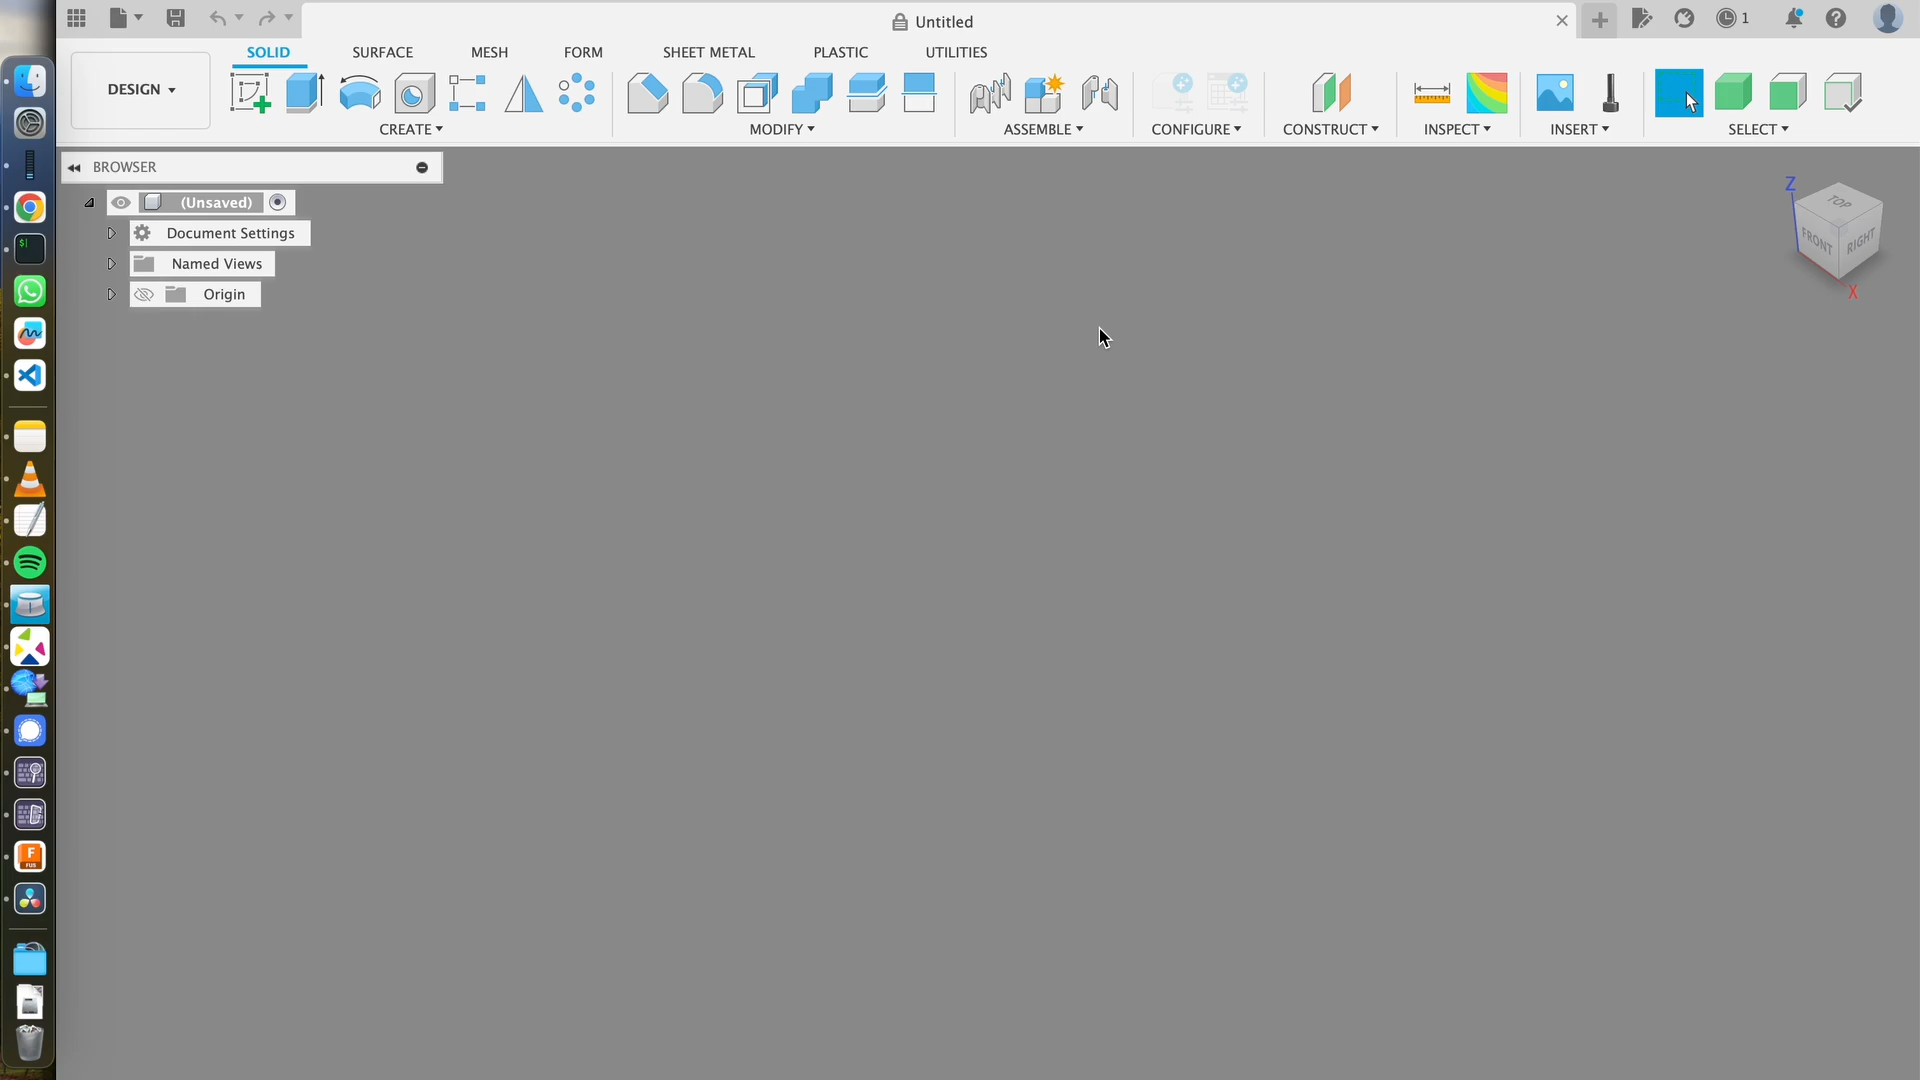 Untitled
1
SOLID SURFACE MESH FORM SHEET METAL PLASTIC UTILITIES
DESIGN
CREATE MODIFY ASSEMBLE CONFIGURE CONSTRUCT INSPECT INSERT SELECT
BROWSER
(Unsaved)
Document Settings
Named Views
Origin
Z
TOP
FRONT
RIGHT
X
$
F
FUS